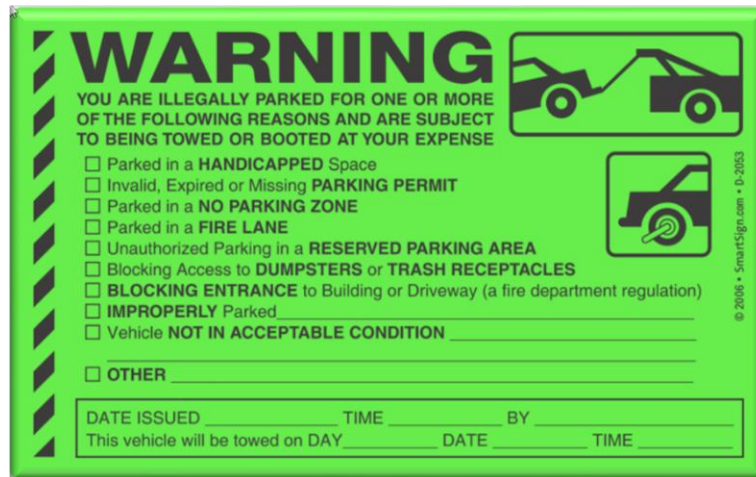 WARNING
YOU ARE ILLEGALLY PARKED FOR ONE OR MORE
OF THE FOLLOWING REASONS AND ARE SUBJECT
TO BEING TOWED OR BOOTED AT YOUR EXPENSE
Parked in a HANDICAPPED Space
Invalid, Expired or Missing PARKING PERMIT
Parked in a NO PARKING ZONE
Parked in a FIRE LANE
Unauthorized Parking in a RESERVED PARKING AREA
Blocking Access to DUMPSTERS or TRASH RECEPTACLES
BLOCKING ENTRANCE to Building or Driveway (a fire department regulation)
IMPROPERLY Parked
Vehicle NOT IN ACCEPTABLE CONDITION
OTHER
DATE ISSUED TIME BY
This vehicle will be towed on DAY DATE TIME
© 2006 • SmartSign.com • D-2053